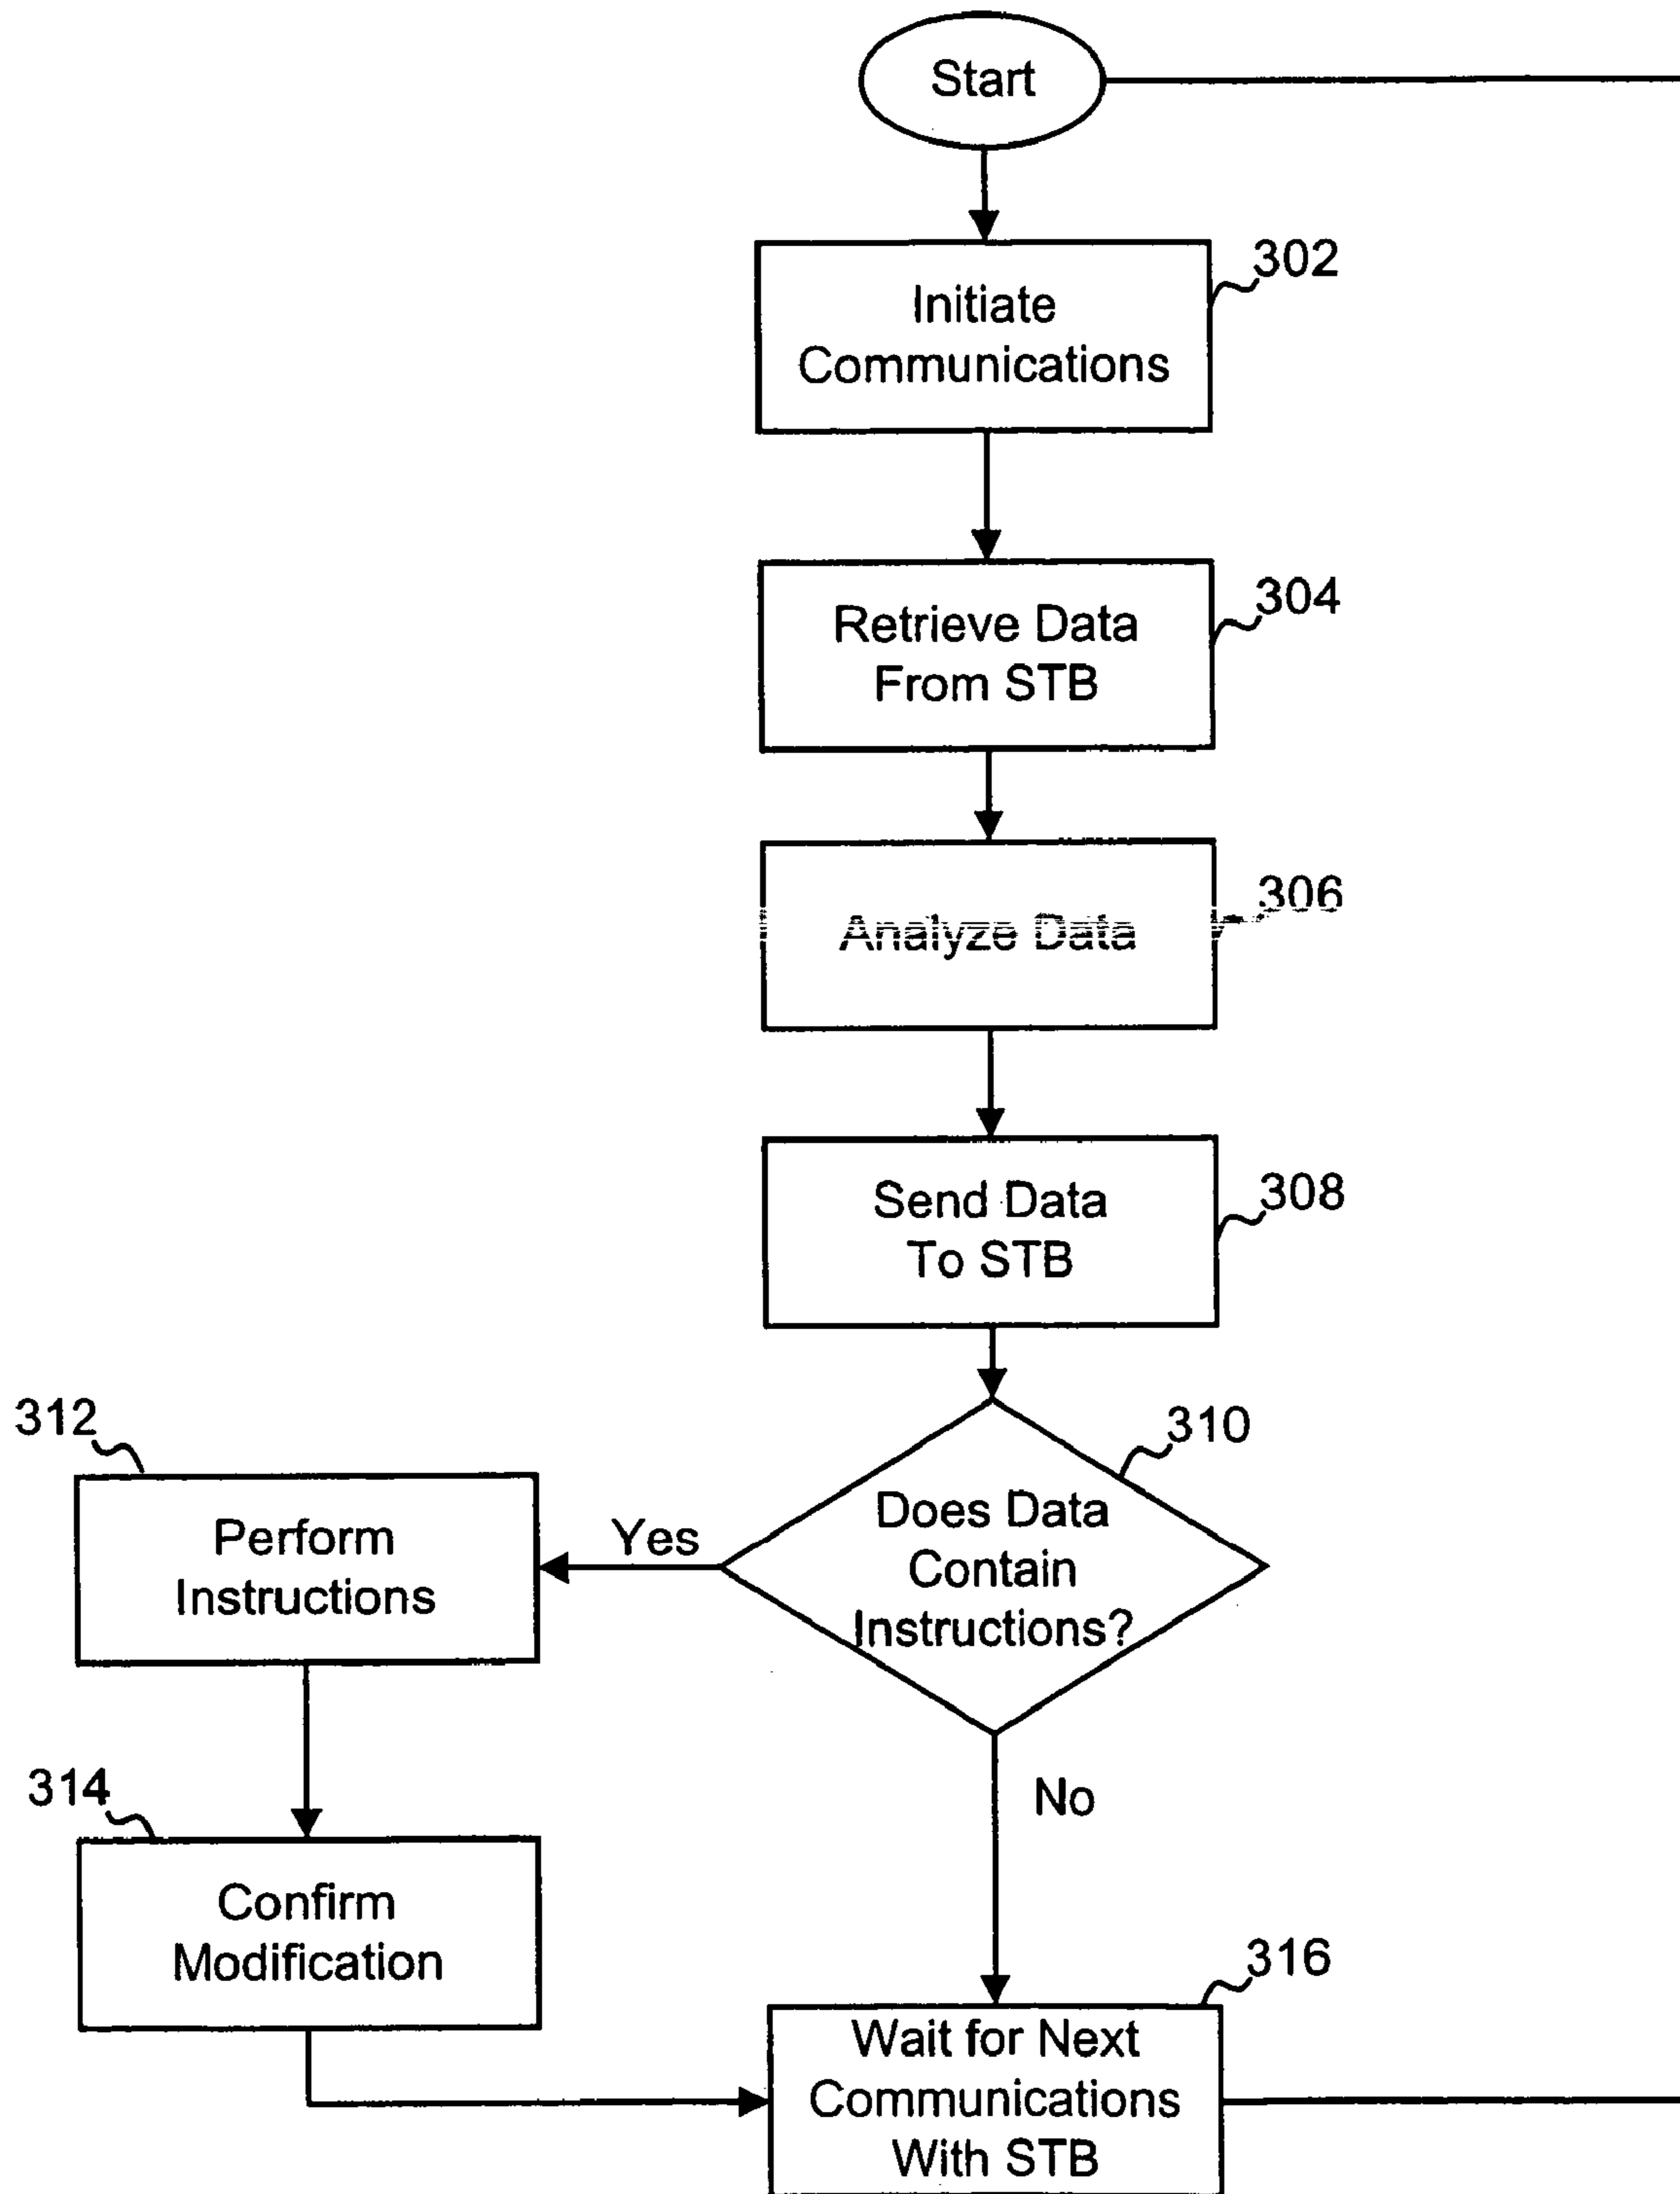 Start
302
Initiate
Communications
304
Retrieve Data
From STB
306
Analyze Data
308
Send Data
To STB
310
Does Data
Contain
Instructions?
Yes
312
Perform
Instructions
314
Confirm
Modification
No
316
Wait for Next
Communications
With STB